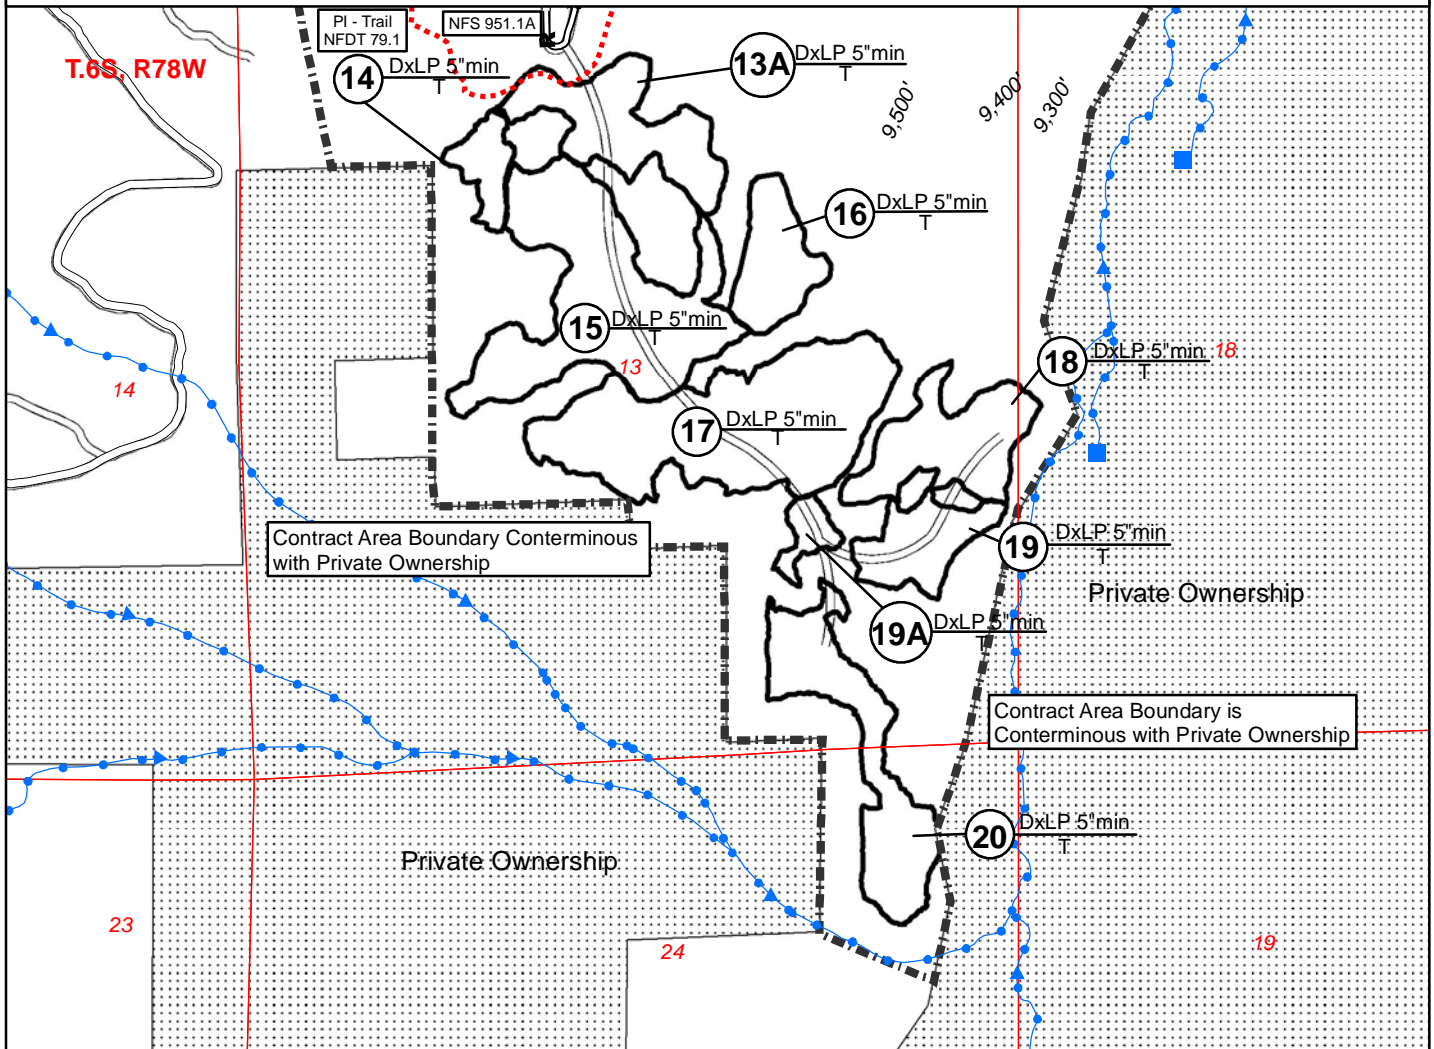 PI - Trail
NFDT 79.1
NFS 951.1A
T.6S, R78W
14
DxLP 5"min
T
13A
DxLP 5"min
T
9,500'
9,400'
9,300'
16
DxLP 5"min
T
15
DxLP 5"min
T
13
18
DxLP 5"min
T
18
14
17
DxLP 5"min
T
Contract Area Boundary Conterminous
with Private Ownership
19
DxLP 5"min
T
Private Ownership
19A
DxLP 5"min
T
Contract Area Boundary is
Conterminous with Private Ownership
20
DxLP 5"min
T
Private Ownership
23
24
19